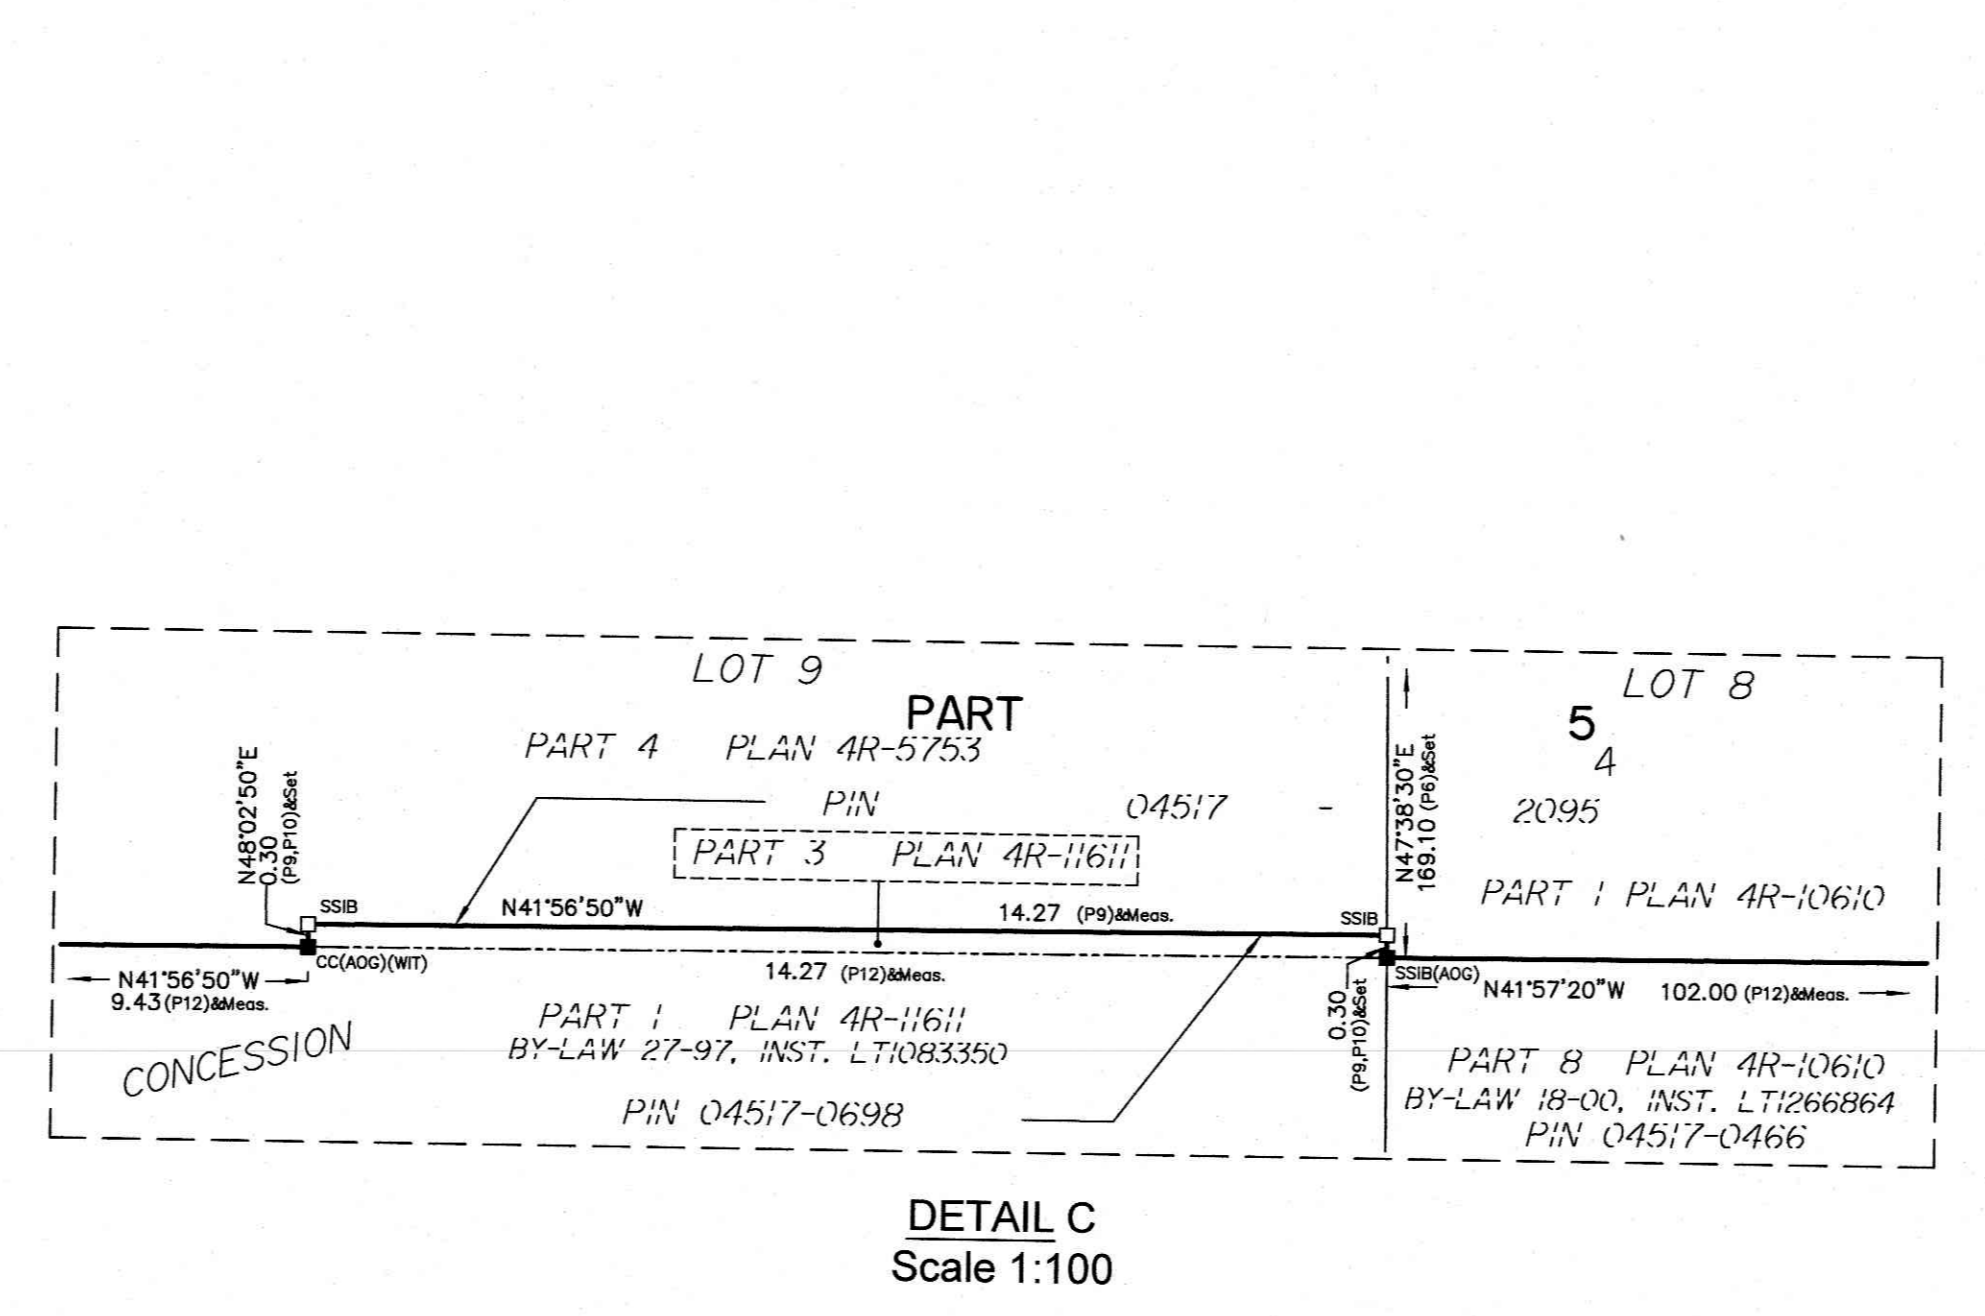 LOT 9
LOT 8
PART
5
PART 4 PLAN 4R-5753
4
PIN 04517 - 2095
PART 3 PLAN 4R-11611
PART 1 PLAN 4R-10610
N48°02'50"E
0.30
(P9,P10)&Set
N47°38'30"E
169.10 (P6)&Set
SSIB
N41°56'50"W
14.27 (P9)&Meas.
SSIB
CC(AOG)(WIT)
14.27 (P12)&Meas.
SSIB(AOG)
N41°56'50"W
9.43 (P12)&Meas.
0.30
(P9,P10)&Set
N41°57'20"W 102.00 (P12)&Meas.
CONCESSION
PART 1 PLAN 4R-11611
BY-LAW 27-97, INST. LT1083350
PIN 04517-0698
PART 8 PLAN 4R-10610
BY-LAW 18-00, INST. LT1266864
PIN 04517-0466
DETAIL C
Scale 1:100